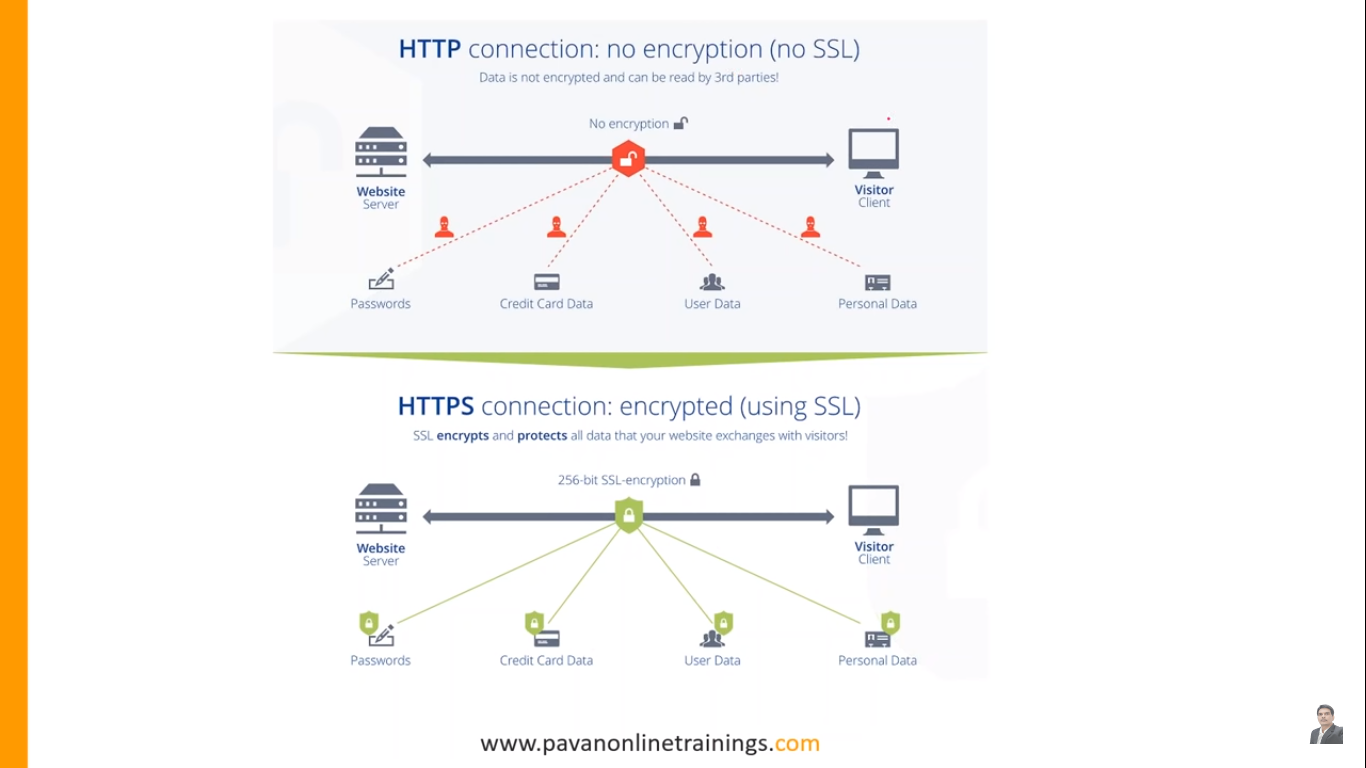 HTTP connection: no encryption (no SSL)
Data is not encrypted and can be read by 3rd parties!
No encryption
Website
Server
Visitor
Client
Passwords
Credit Card Data
User Data
Personal Data
HTTPS connection: encrypted (using SSL)
SSL encrypts and protects all data that your website exchanges with visitors!
256-bit SSL-encryption
Website
Server
Visitor
Client
Passwords
Credit Card Data
User Data
Personal Data
www.pavanonlinetrainings.com